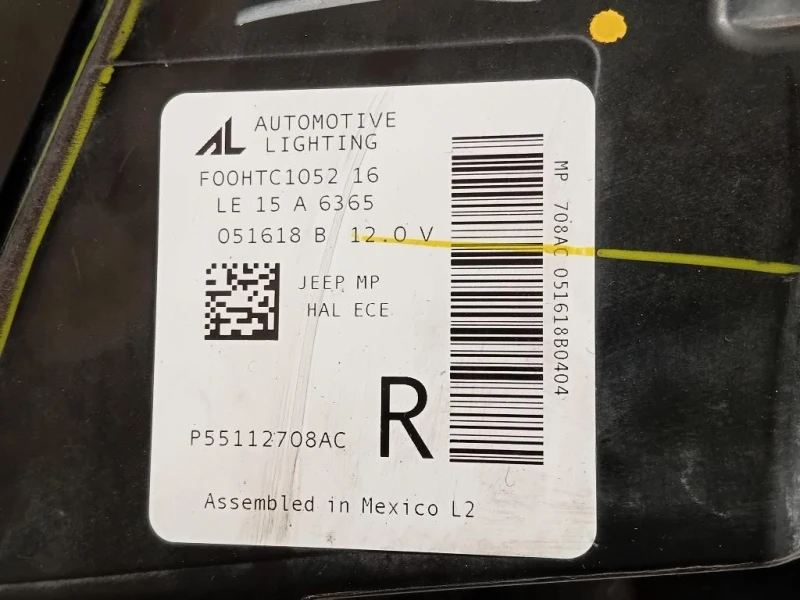 AL AUTOMOTIVE
LIGHTING
F00HTC1052 16
LE 15 A 6365
051618 B 12.0 V
JEEP MP
HAL ECE
R
P55112708AC
Assembled in Mexico L2
MP 708AC 051618B0404